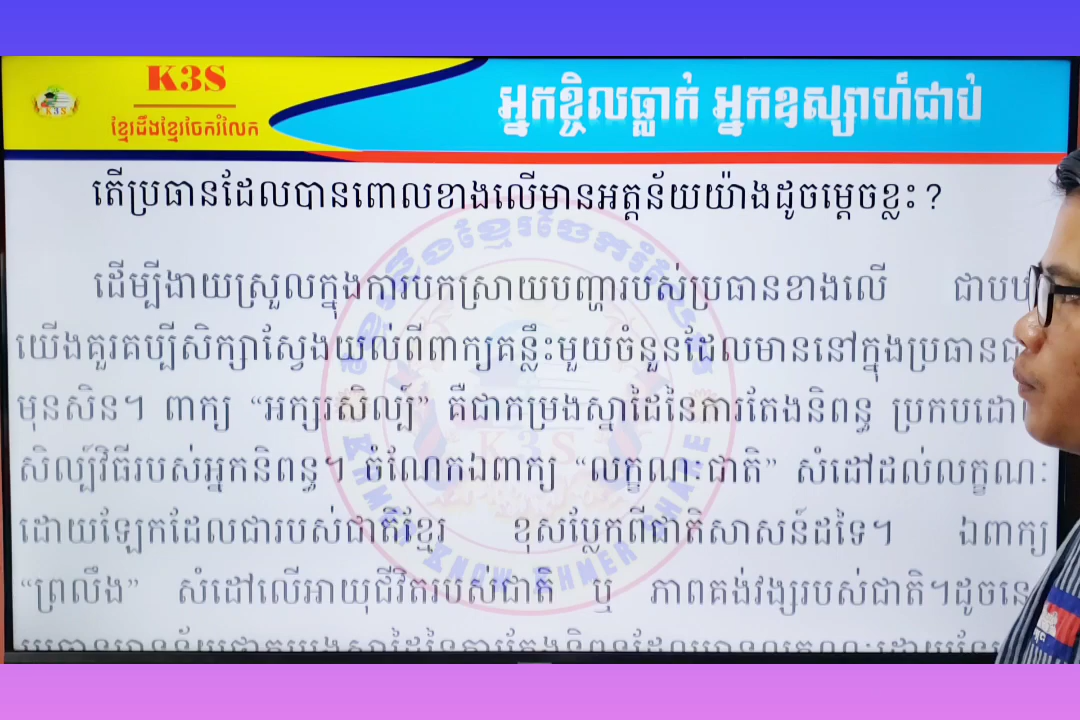 K3S
ខ្មែរដឹងខ្មែរចែករំលែក
អ្នកខ្ជិលធ្លាក់ អ្នកឧស្សាហ៍ជាប់
តើប្រធានដែលបានពោលខាងលើមានអត្តន័យយ៉ាងដូចម្ដេចខ្លះ?
ដើម្បីងាយស្រួលក្នុងការបកស្រាយបញ្ហារបស់ប្រធានខាងលើ ជាបឋ
យើងគួរគប្បីសិក្សាស្វែងយល់ពីពាក្យគន្លឹះមួយចំនួនដែលមាននៅក្នុងប្រធាន
មុនសិន។ ពាក្យ “អក្សរសិល្ប៍” គឺជាកម្រងស្នាដៃនៃការតែងនិពន្ធ ប្រកបដោ
សិល្ប៍វិធីរបស់អ្នកនិពន្ធ។ ចំណែកឯពាក្យ “លក្ខណៈជាតិ” សំដៅដល់លក្ខណៈ
ដោយឡែកដែលជារបស់ជាតិខ្មែរ ខុសប្លែកពីជាតិសាសន៍ដទៃ។ ឯពាក្យ
“ព្រលឹង” សំដៅលើអាយុជីវិតរបស់ជាតិ ឬ ភាពគង់វង្សរបស់ជាតិ។ដូចនេ
K3S
KHMER KNOW KHMER SHARE